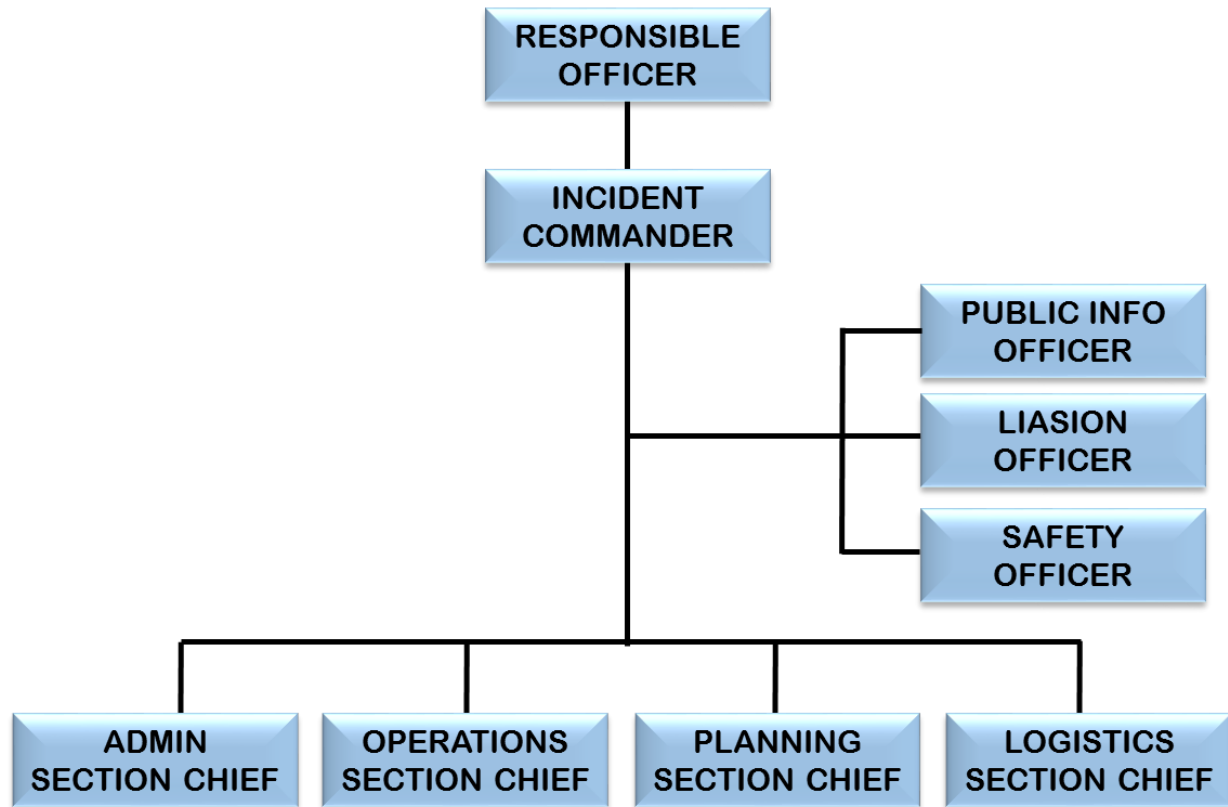 RESPONSIBLE
OFFICER
INCIDENT
COMMANDER
PUBLIC INFO
OFFICER
LIASION
OFFICER
SAFETY
OFFICER
ADMIN
SECTION CHIEF
OPERATIONS
SECTION CHIEF
PLANNING
SECTION CHIEF
LOGISTICS
SECTION CHIEF